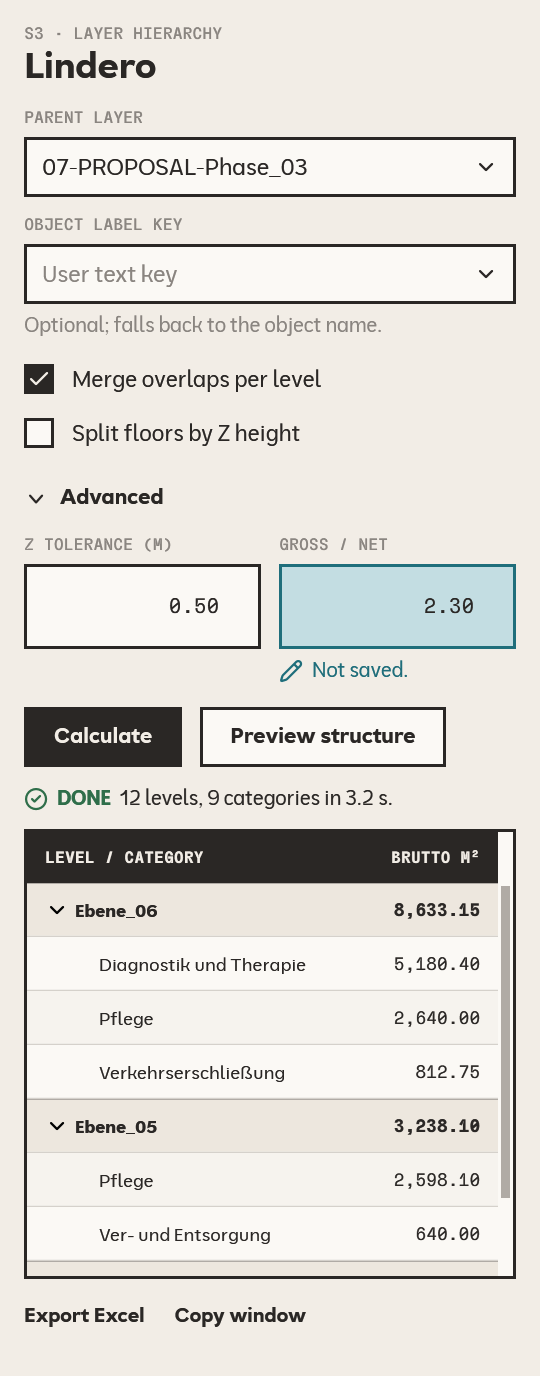 S3 · LAYER HIERARCHY
Lindero
PARENT LAYER
07-PROPOSAL-Phase_03
OBJECT LABEL KEY
User text key
Optional; falls back to the object name.
Merge overlaps per level
Split floors by Z height
Advanced
Z TOLERANCE (M) GROSS / NET
0.50 2.30
Not saved.
Calculate Preview structure
DONE 12 levels, 9 categories in 3.2 s.
LEVEL / CATEGORY BRUTTO M²
Ebene_06 8,633.15
Diagnostik und Therapie 5,180.40
Pflege 2,640.00
Verkehrserschließung 812.75
Ebene_05 3,238.10
Pflege 2,598.10
Ver- und Entsorgung 640.00
Export Excel Copy window